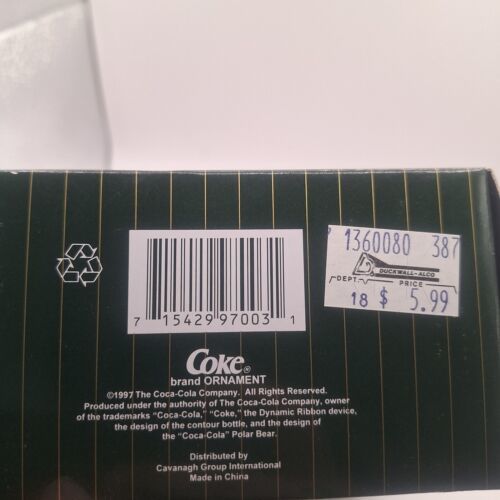 1360080 387
DUCKWALL-ALCO
DEPT. PRICE
18 $ 5.99
7 15429 97003 1
Coke®
brand ORNAMENT
©1997 The Coca-Cola Company. All Rights Reserved.
Produced under the authority of The Coca-Cola Company, owner
of the trademarks "Coca-Cola," "Coke," the Dynamic Ribbon device,
the design of the contour bottle, and the design of
the "Coca-Cola" Polar Bear.
Distributed by
Cavanagh Group International
Made in China